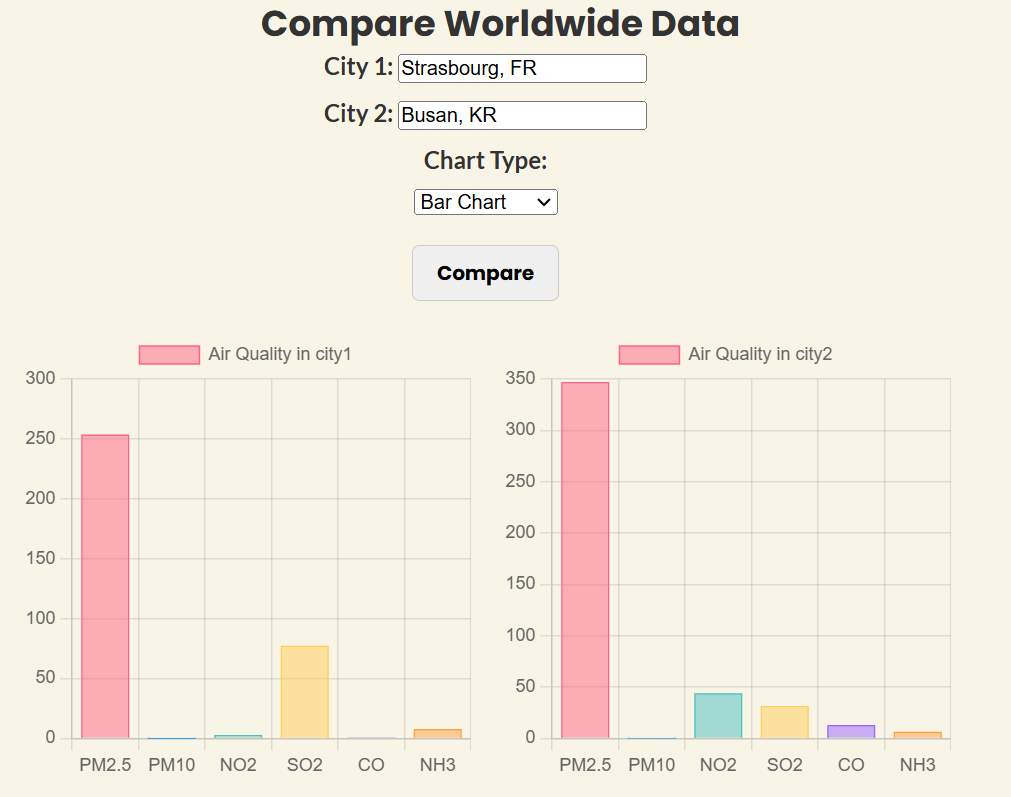 Compare Worldwide Data
City 1: Strasbourg, FR
City 2: Busan, KR
Chart Type:
Bar Chart
Compare
Air Quality in city1
300
250
200
150
100
50
0
PM2.5 PM10 NO2 SO2 CO NH3
Air Quality in city2
350
300
250
200
150
100
50
0
PM2.5 PM10 NO2 SO2 CO NH3